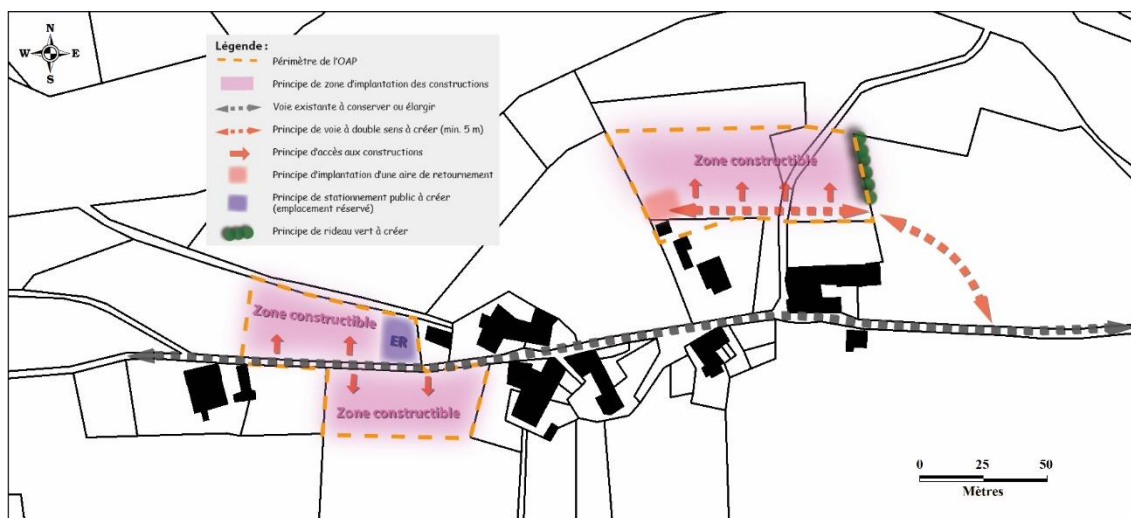 N
W E
S
Légende :
Périmètre de l'OAP
Principe de zone d'implantation des constructions
Voie existante à conserver ou élargir
Principe de voie à double sens à créer (min. 5 m)
Principe d'accès aux constructions
Principe d'implantation d'une aire de retournement
Principe de stationnement public à créer
(emplacement réservé)
Principe de rideau vert à créer
Zone constructible
Zone constructible
ER
Zone constructible
0 25 50
Mètres